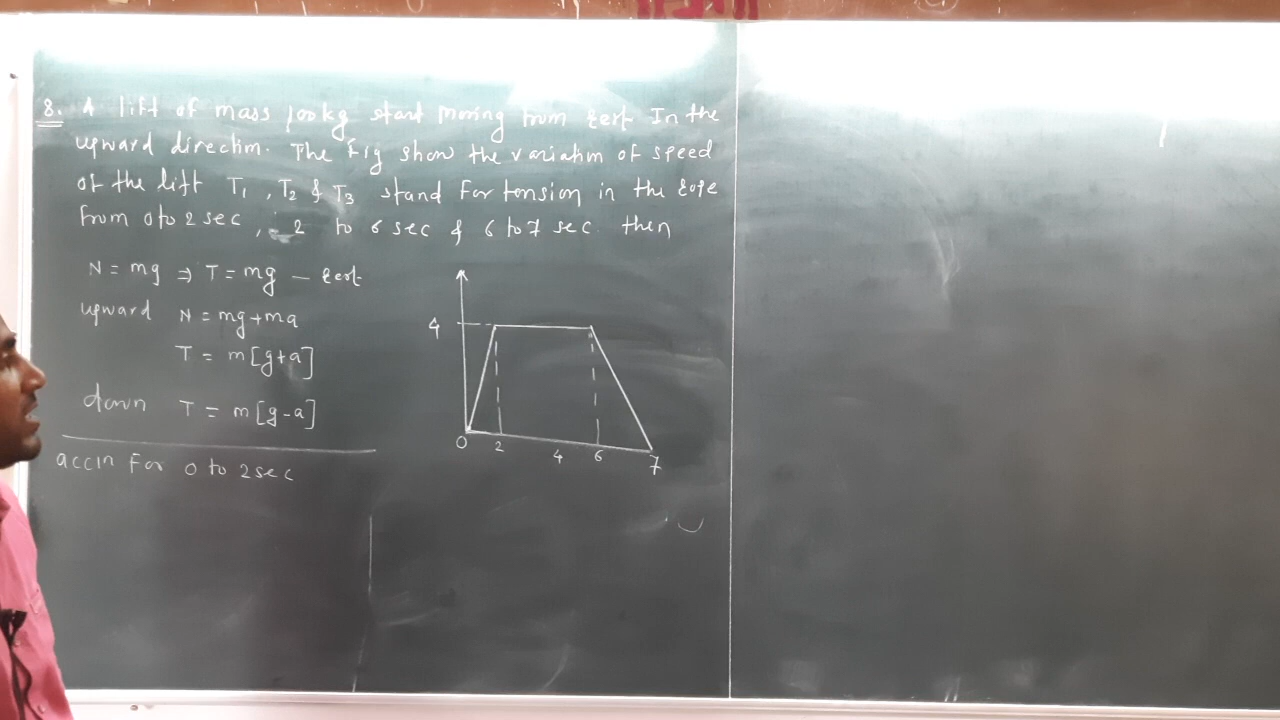 8. A lift of mass 100kg start moving from rest In the
upward direction. The Fig show the variation of speed
of the lift T1, T2 & T3 stand For tension in the rope
from 0 to 2 sec, 2 to 6 sec & 6 to 7 sec then
N = mg ⇒ T = mg – rest
upward N = mg+ma
T = m[g+a]
down T = m[g-a]
accln For 0 to 2sec
4
0 2 4 6 7